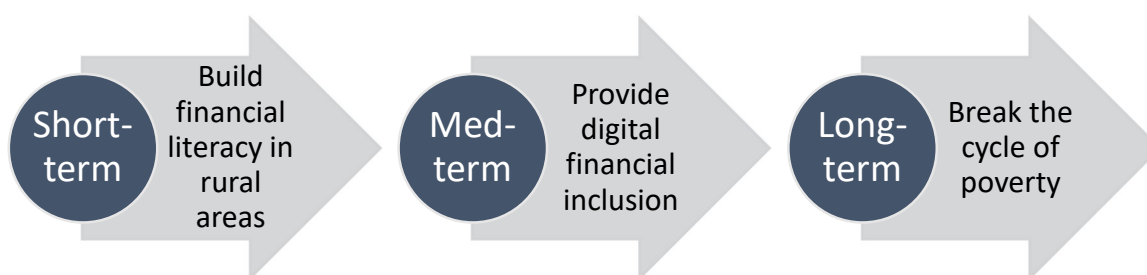 Short-
term
Build
financial
literacy in
rural
areas
Med-
term
Provide
digital
financial
inclusion
Long-
term
Break the
cycle of
poverty